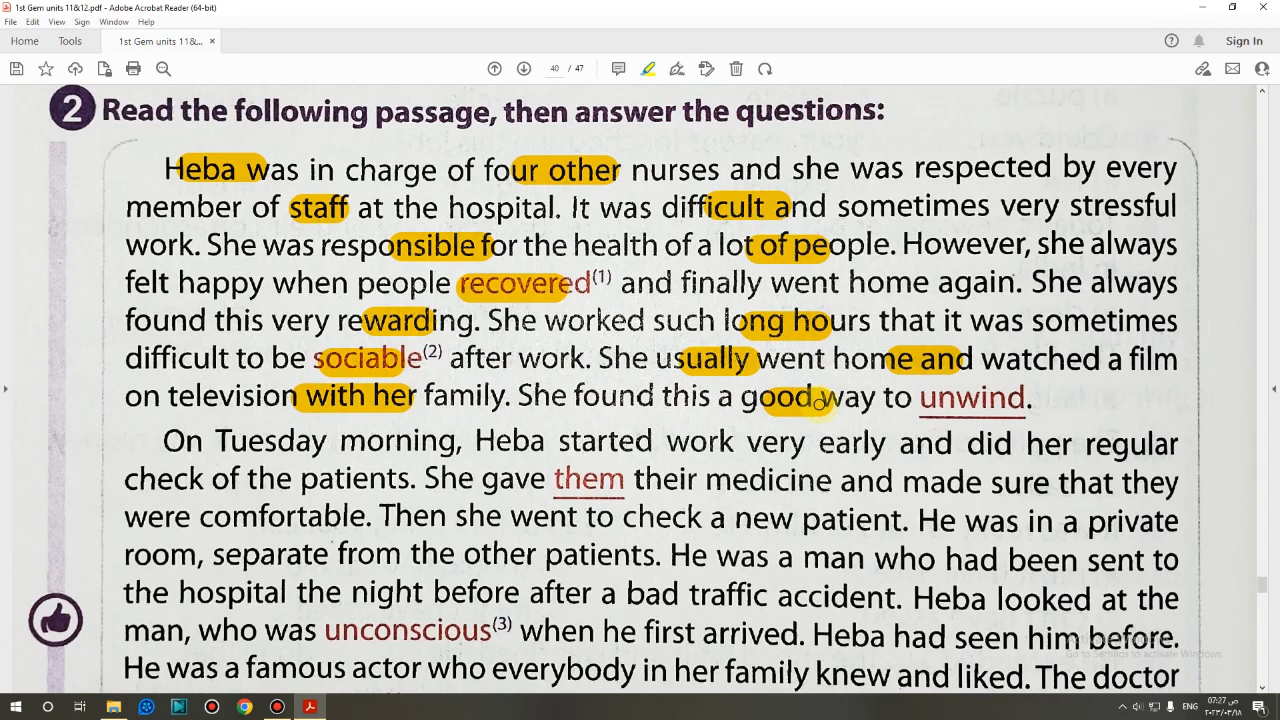 1st Gem units 11&12.pdf - Adobe Acrobat Reader (64-bit)
File Edit View Sign Window Help
Home Tools 1st Gem units 11&... × Sign In
40 / 47
2 Read the following passage, then answer the questions:
Heba was in charge of four other nurses and she was respected by every
member of staff at the hospital. It was difficult and sometimes very stressful
work. She was responsible for the health of a lot of people. However, she always
felt happy when people recovered(1) and finally went home again. She always
found this very rewarding. She worked such long hours that it was sometimes
difficult to be sociable(2) after work. She usually went home and watched a film
on television with her family. She found this a good way to unwind.
On Tuesday morning, Heba started work very early and did her regular
check of the patients. She gave them their medicine and made sure that they
were comfortable. Then she went to check a new patient. He was in a private
room, separate from the other patients. He was a man who had been sent to
the hospital the night before after a bad traffic accident. Heba looked at the
man, who was unconscious(3) when he first arrived. Heba had seen him before.
Go to Settings to activate Windows.
He was a famous actor who everybody in her family knew and liked. The doctor
ENG
07:27 ص
٢٠٢٣/٠٣/١٨